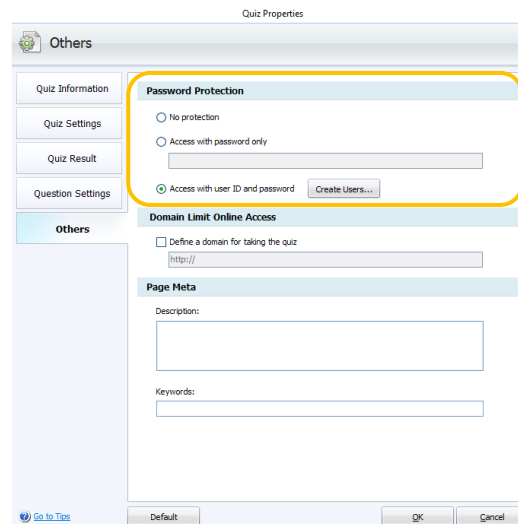 Quiz Properties
Others
Quiz Information
Quiz Settings
Quiz Result
Question Settings
Others
Password Protection
No protection
Access with password only
Access with user ID and password
Create Users...
Domain Limit Online Access
Define a domain for taking the quiz
http://
Page Meta
Description:
Keywords:
Go to Tips
Default
OK
Cancel